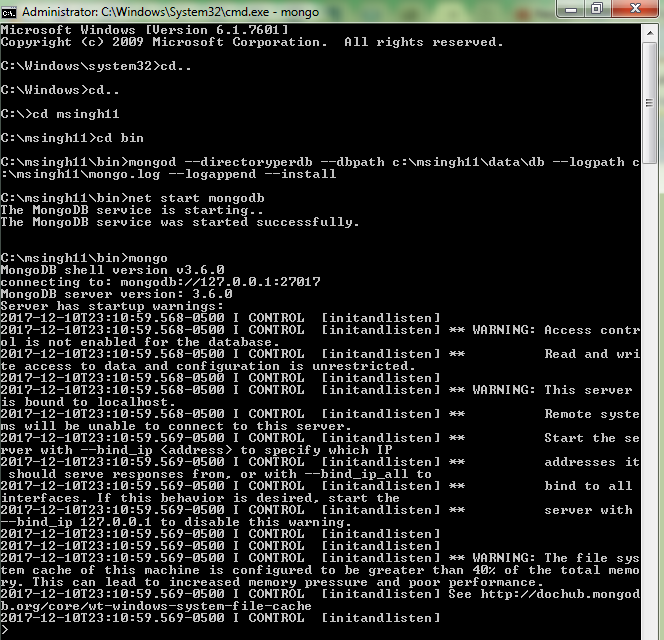 Administrator: C:\Windows\System32\cmd.exe - mongo
Microsoft Windows [Version 6.1.7601]
Copyright (c) 2009 Microsoft Corporation.  All rights reserved.
C:\Windows\system32>cd..
C:\Windows>cd..
C:\>cd msingh11
C:\msingh11>cd bin
C:\msingh11\bin>mongod --directoryperdb --dbpath c:\msingh11\data\db --logpath c
:\msingh11\mongo.log --logappend --install
C:\msingh11\bin>net start mongodb
The MongoDB service is starting..
The MongoDB service was started successfully.
C:\msingh11\bin>mongo
MongoDB shell version v3.6.0
connecting to: mongodb://127.0.0.1:27017
MongoDB server version: 3.6.0
Server has startup warnings:
2017-12-10T23:10:59.568-0500 I CONTROL  [initandlisten]
2017-12-10T23:10:59.568-0500 I CONTROL  [initandlisten] ** WARNING: Access contr
ol is not enabled for the database.
2017-12-10T23:10:59.568-0500 I CONTROL  [initandlisten] **          Read and wri
te access to data and configuration is unrestricted.
2017-12-10T23:10:59.568-0500 I CONTROL  [initandlisten]
2017-12-10T23:10:59.568-0500 I CONTROL  [initandlisten] ** WARNING: This server
is bound to localhost.
2017-12-10T23:10:59.568-0500 I CONTROL  [initandlisten] **          Remote syste
ms will be unable to connect to this server.
2017-12-10T23:10:59.569-0500 I CONTROL  [initandlisten] **          Start the se
rver with --bind_ip <address> to specify which IP
2017-12-10T23:10:59.569-0500 I CONTROL  [initandlisten] **          addresses it
 should serve responses from, or with --bind_ip_all to
2017-12-10T23:10:59.569-0500 I CONTROL  [initandlisten] **          bind to all
interfaces. If this behavior is desired, start the
2017-12-10T23:10:59.569-0500 I CONTROL  [initandlisten] **          server with
--bind_ip 127.0.0.1 to disable this warning.
2017-12-10T23:10:59.569-0500 I CONTROL  [initandlisten]
2017-12-10T23:10:59.569-0500 I CONTROL  [initandlisten]
2017-12-10T23:10:59.569-0500 I CONTROL  [initandlisten] ** WARNING: The file sys
tem cache of this machine is configured to be greater than 40% of the total memo
ry. This can lead to increased memory pressure and poor performance.
2017-12-10T23:10:59.569-0500 I CONTROL  [initandlisten] See http://dochub.mongod
b.org/core/wt-windows-system-file-cache
2017-12-10T23:10:59.569-0500 I CONTROL  [initandlisten]
>